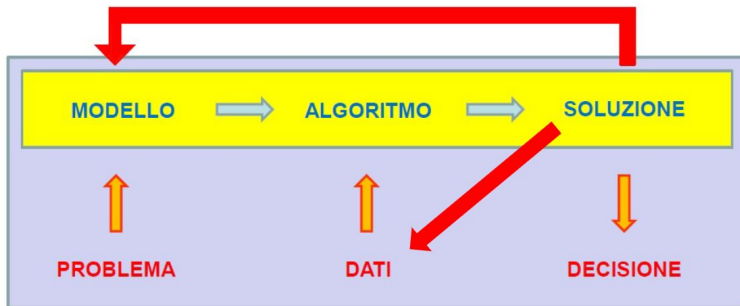 MODELLO ALGORITMO SOLUZIONE
PROBLEMA DATI DECISIONE